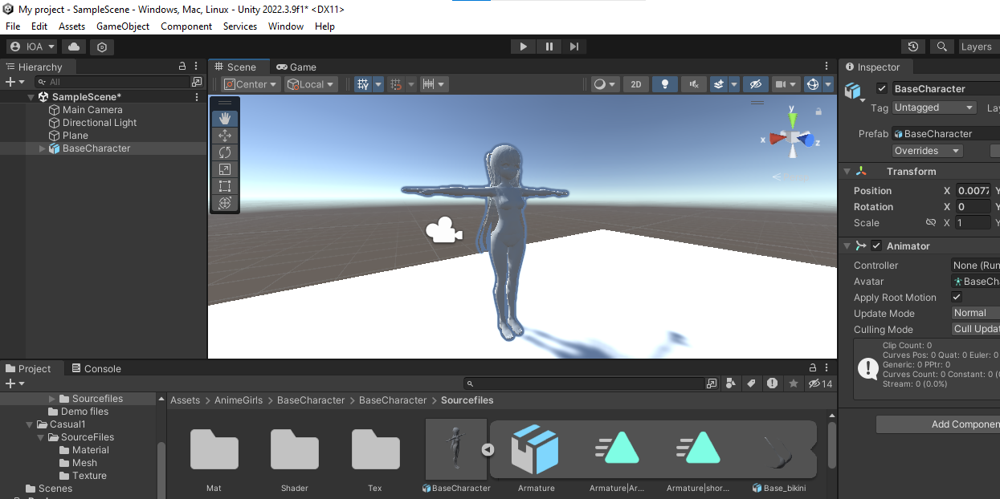 My project - SampleScene - Windows, Mac, Linux - Unity 2022.3.9f1* <DX11>
File Edit Assets GameObject Component Services Window Help
IOA Layers
Hierarchy
All
SampleScene*
Main Camera
Directional Light
Plane
BaseCharacter
Scene Game
Center Local 2D
y
x
z
Inspector
BaseCharacter
Tag Untagged Lay
Prefab BaseCharacter
Overrides
Transform
Position X 0.0077 Y
Rotation X 0 Y
Scale X 1 Y
Animator
Controller None (Run
Avatar BaseCha
Apply Root Motion
Update Mode Normal
Culling Mode Cull Updat
Clip Count: 0
Curves Pos: 0 Quat: 0 Euler: 0
Generic: 0 PPtr: 0
Curves Count: 0 Constant: 0 (
Stream: 0 (0.0%)
Add Componen
Project Console
14
Sourcefiles
Demo files
Casual1
SourceFiles
Material
Mesh
Texture
Scenes
Assets > AnimeGirls > BaseCharacter > BaseCharacter > Sourcefiles
Mat Shader Tex BaseCharacter Armature Armature|Ar... Armature|shor... Base_bikini